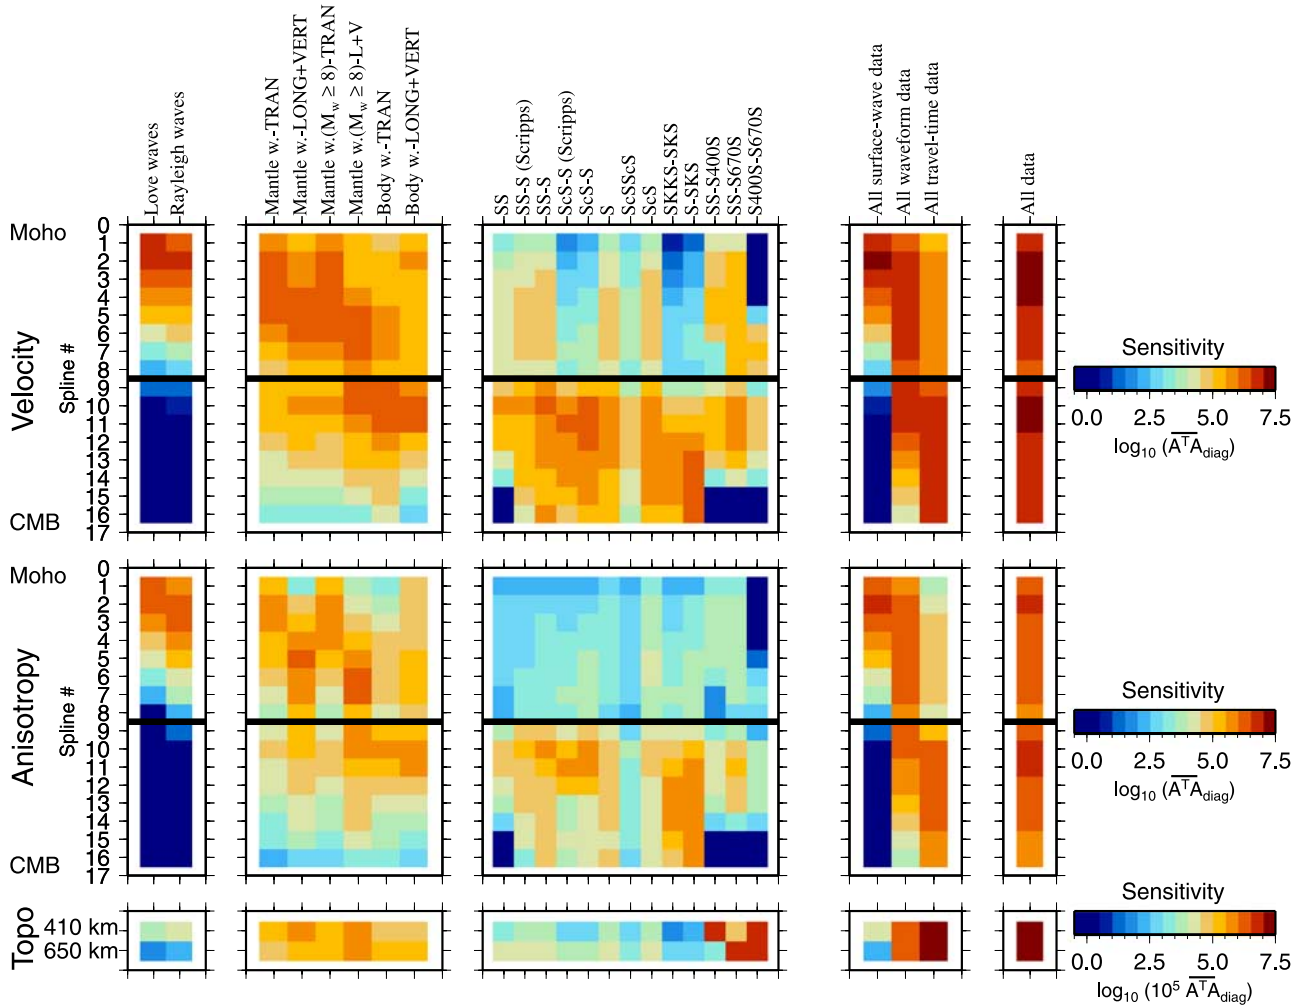 Love waves
Rayleigh waves
Mantle w.-TRAN
Mantle w.-LONG+VERT
Mantle w.(Mw ≥ 8)-TRAN
Mantle w.(Mw ≥ 8)-L+V
Body w.-TRAN
Body w.-LONG+VERT
SS
SS-S (Scripps)
SS-S
ScS-S (Scripps)
ScS-S
S
ScSScS
ScS
SKKS-SKS
S-SKS
SS-S400S
SS-S670S
S400S-S670S
All surface-wave data
All waveform data
All travel-time data
All data
Velocity
Spline #
Moho
0
1
2
3
4
5
6
7
8
9
10
11
12
13
14
15
16
CMB
17
Sensitivity
0.0 2.5 5.0 7.5
log10 (ATAdiag)
Anisotropy
Spline #
Moho
0
1
2
3
4
5
6
7
8
9
10
11
12
13
14
15
16
CMB
17
Sensitivity
0.0 2.5 5.0 7.5
log10 (ATAdiag)
Topo
410 km
650 km
Sensitivity
0.0 2.5 5.0 7.5
log10 (10^5 ATAdiag)